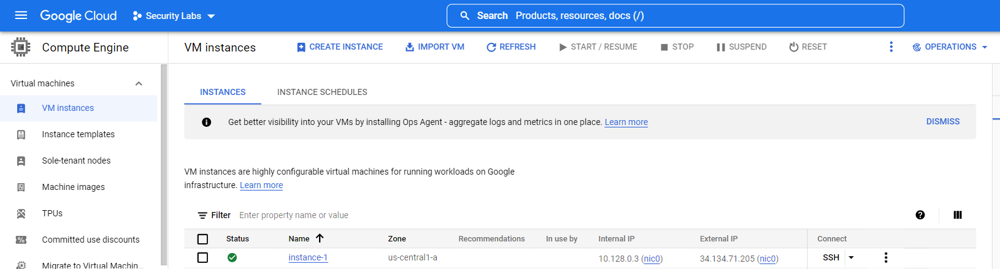 Google Cloud
Security Labs
Search Products, resources, docs (/)
Compute Engine
VM instances
CREATE INSTANCE
IMPORT VM
REFRESH
START / RESUME
STOP
SUSPEND
RESET
OPERATIONS
Virtual machines
VM instances
Instance templates
Sole-tenant nodes
Machine images
TPUs
Committed use discounts
Migrate to Virtual Machin...
INSTANCES
INSTANCE SCHEDULES
Get better visibility into your VMs by installing Ops Agent - aggregate logs and metrics in one place. Learn more
DISMISS
VM instances are highly configurable virtual machines for running workloads on Google
infrastructure. Learn more
Filter Enter property name or value
Status Name Zone Recommendations In use by Internal IP External IP Connect
instance-1 us-central1-a 10.128.0.3 (nic0) 34.134.71.205 (nic0) SSH